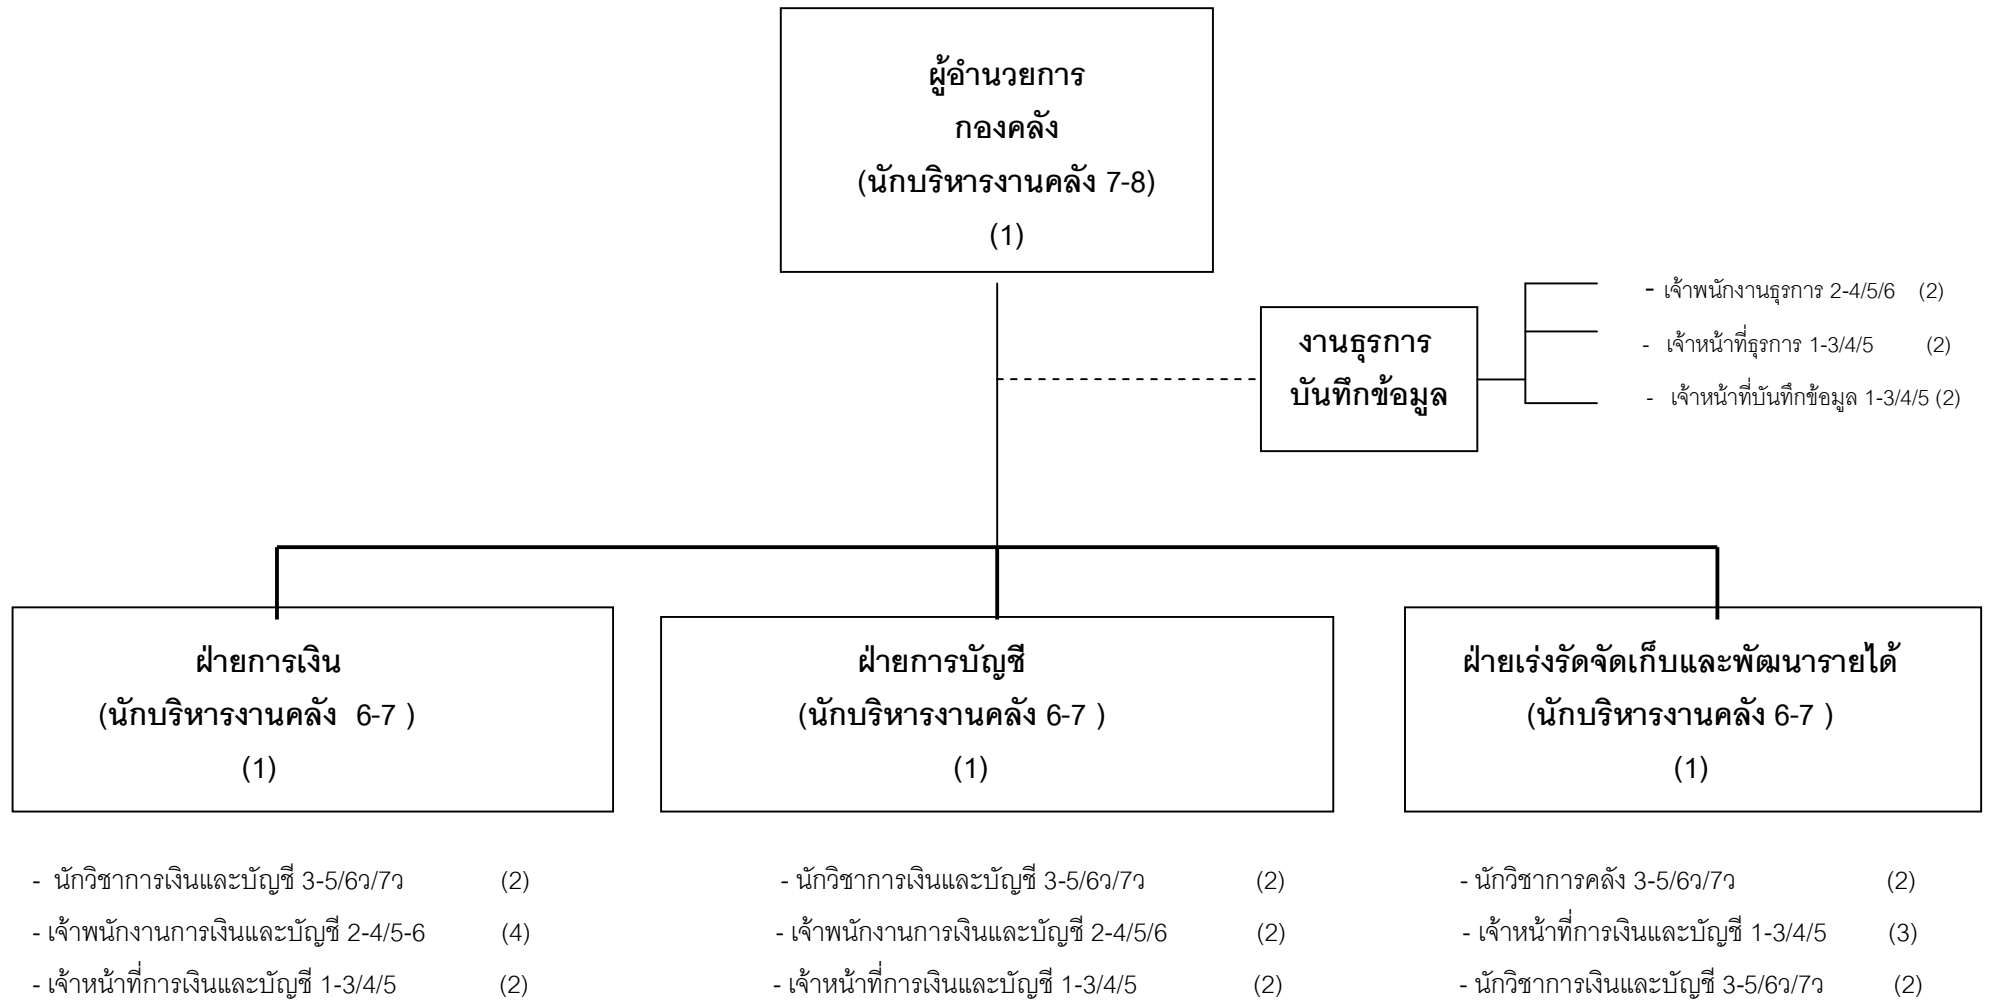 ผู้อำนวยการ
กองคลัง
(นักบริหารงานคลัง 7-8)
(1)
งานธุรการ
บันทึกข้อมูล
- เจ้าพนักงานธุรการ 2-4/5/6 (2)
- เจ้าหน้าที่ธุรการ 1-3/4/5 (2)
- เจ้าหน้าที่บันทึกข้อมูล 1-3/4/5 (2)
ฝ่ายการเงิน
(นักบริหารงานคลัง 6-7 )
(1)
ฝ่ายการบัญชี
(นักบริหารงานคลัง 6-7 )
(1)
ฝ่ายเร่งรัดจัดเก็บและพัฒนารายได้
(นักบริหารงานคลัง 6-7 )
(1)
- นักวิชาการเงินและบัญชี 3-5/6ว/7ว (2)
- เจ้าพนักงานการเงินและบัญชี 2-4/5-6 (4)
- เจ้าหน้าที่การเงินและบัญชี 1-3/4/5 (2)
- นักวิชาการเงินและบัญชี 3-5/6ว/7ว (2)
- เจ้าพนักงานการเงินและบัญชี 2-4/5/6 (2)
- เจ้าหน้าที่การเงินและบัญชี 1-3/4/5 (2)
- นักวิชาการคลัง 3-5/6ว/7ว (2)
- เจ้าหน้าที่การเงินและบัญชี 1-3/4/5 (3)
- นักวิชาการเงินและบัญชี 3-5/6ว/7ว (2)